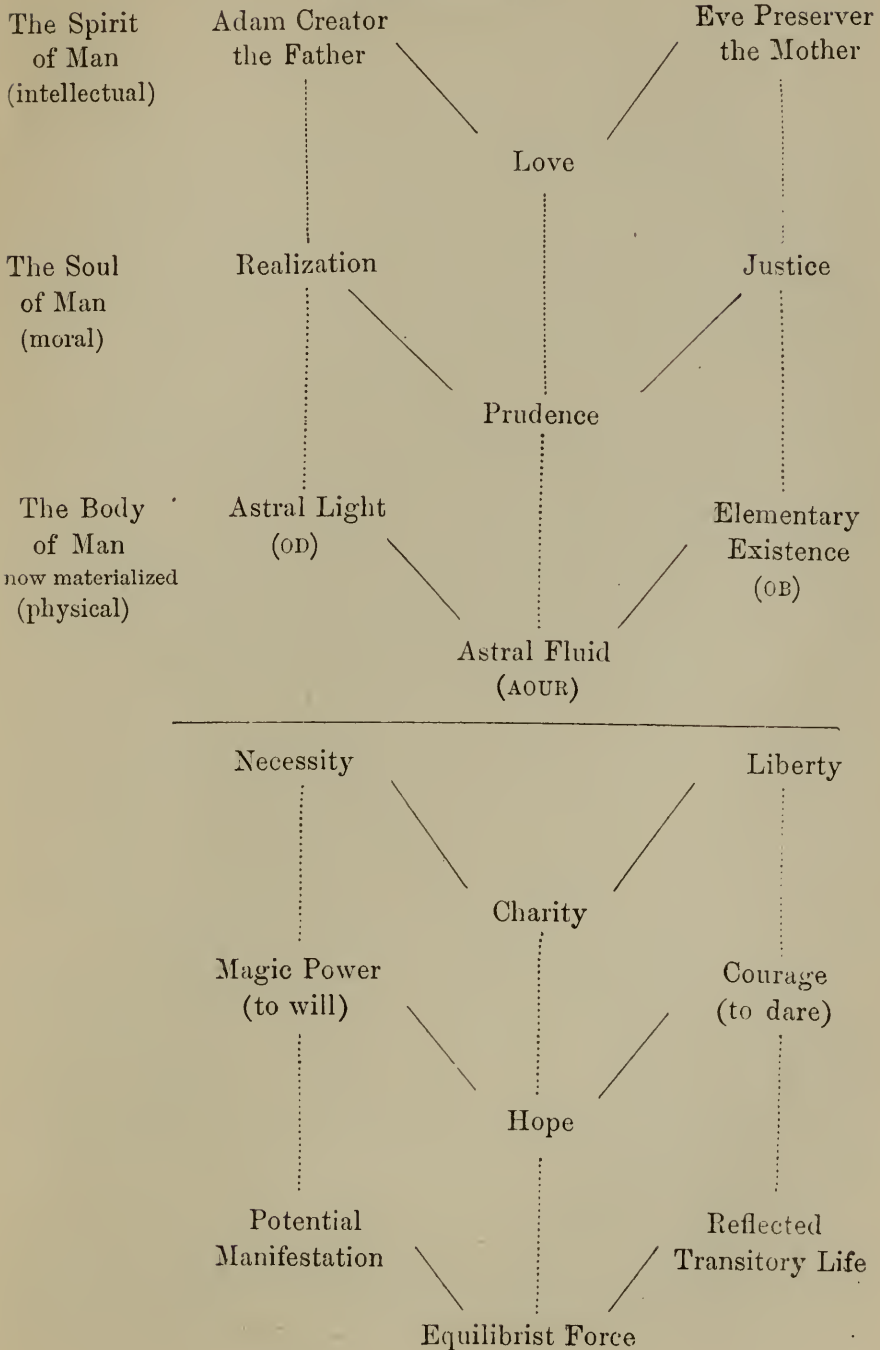 The Spirit
of Man
(intellectual)
Adam Creator
the Father
Eve Preserver
the Mother
Love
The Soul
of Man
(moral)
Realization
Justice
Prudence
The Body
of Man
now materialized
(physical)
Astral Light
(OD)
Elementary
Existence
(OB)
Astral Fluid
(AOUR)
Necessity
Liberty
Charity
Magic Power
(to will)
Courage
(to dare)
Hope
Potential
Manifestation
Reflected
Transitory Life
Equilibrist Force